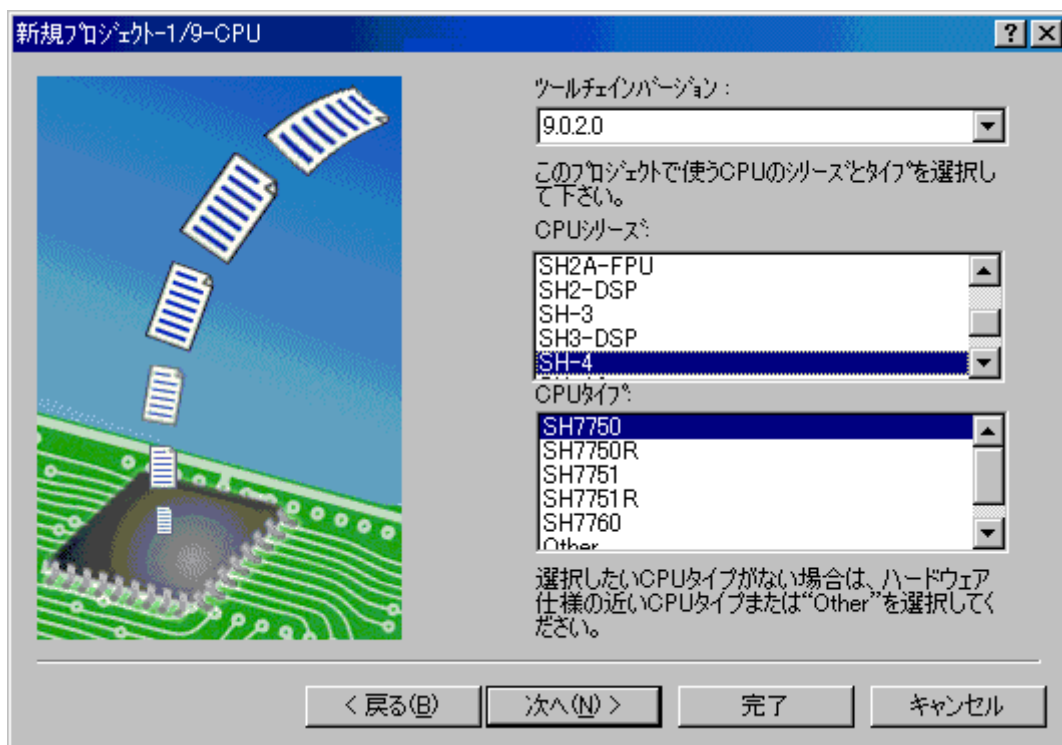 新規プロジェクト-1/9-CPU
ツールチェインバージョン :
9.0.2.0
このプロジェクトで使うCPUのシリーズとタイプを選択し
て下さい。
CPUシリーズ:
SH2A-FPU
SH2-DSP
SH-3
SH3-DSP
SH-4
CPUタイプ:
SH7750
SH7750R
SH7751
SH7751R
SH7760
Other
選択したいCPUタイプがない場合は、ハードウェア
仕様の近いCPUタイプまたは“Other”を選択してく
ださい。
< 戻る(B)
次へ(N) >
完了
キャンセル